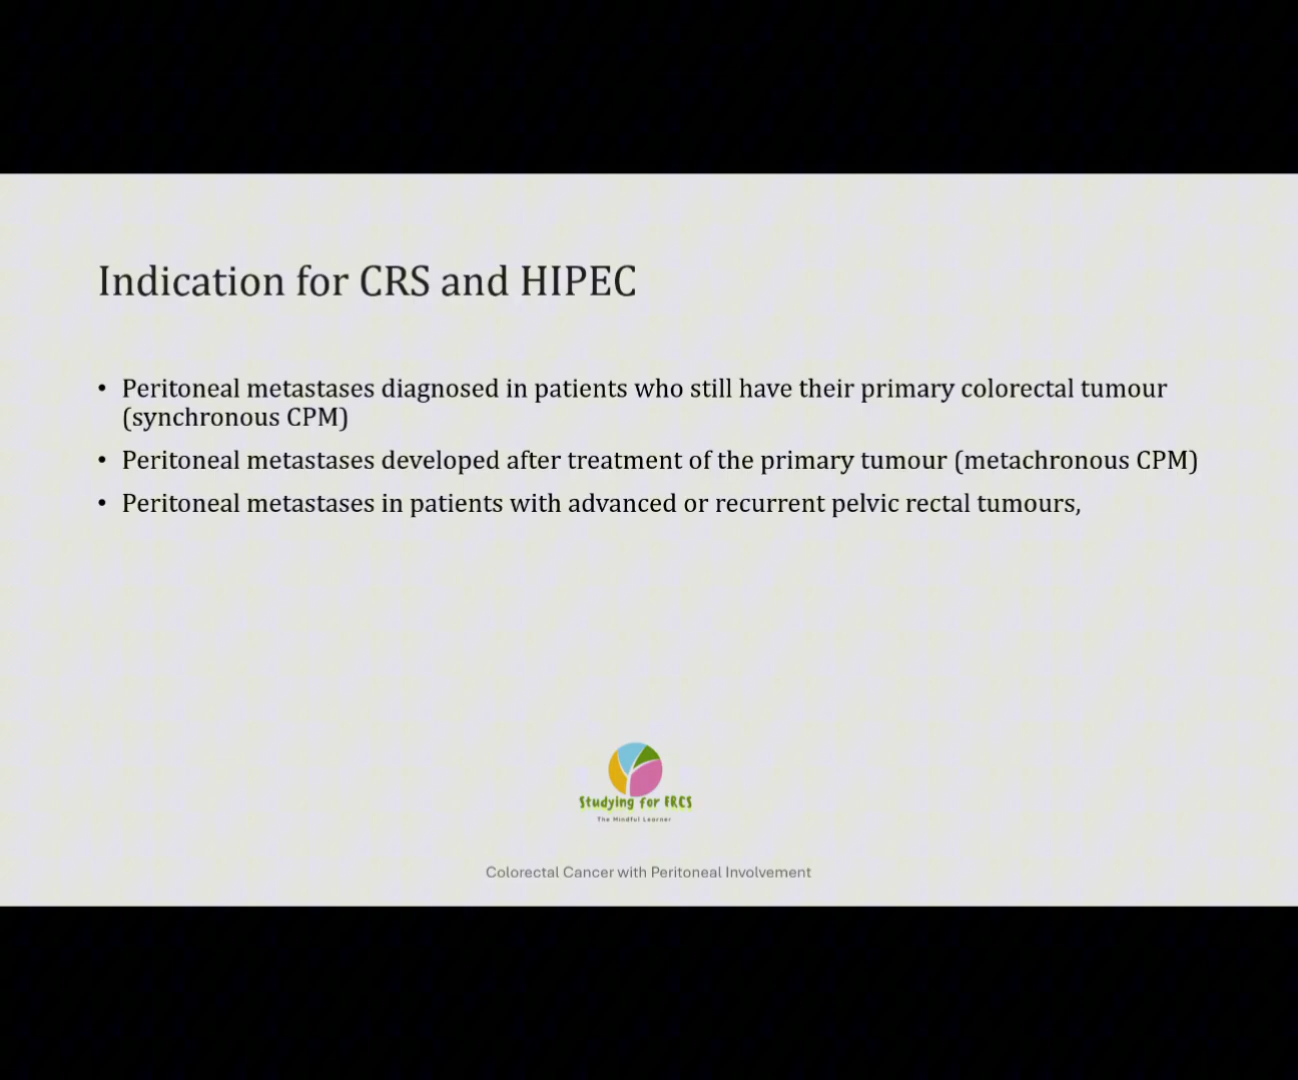 Indication for CRS and HIPEC
• Peritoneal metastases diagnosed in patients who still have their primary colorectal tumour
(synchronous CPM)
• Peritoneal metastases developed after treatment of the primary tumour (metachronous CPM)
• Peritoneal metastases in patients with advanced or recurrent pelvic rectal tumours,
Studying for FRCS
The Mindful Learner
Colorectal Cancer with Peritoneal Involvement